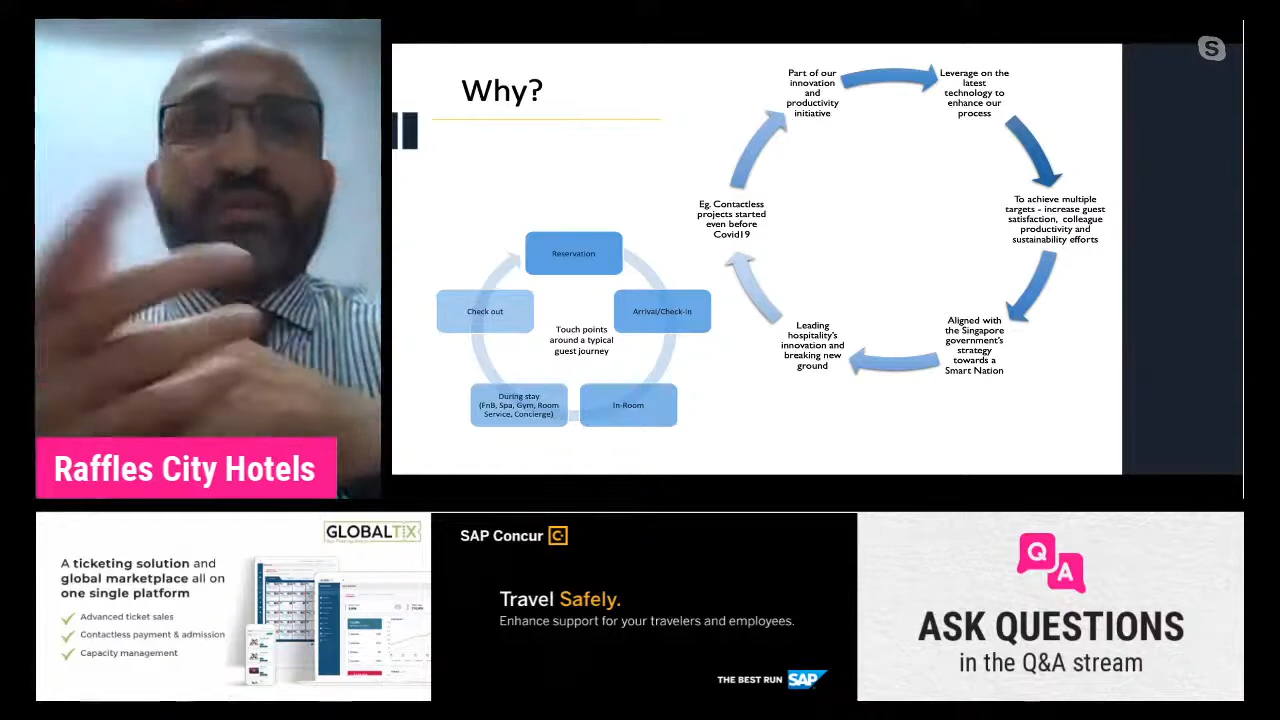 S
Why?
Part of our
innovation
and
productivity
initiative
Leverage on the
latest
technology to
enhance our
process
To achieve multiple
targets - increase guest
satisfaction, colleague
productivity and
sustainability efforts
Aligned with
the Singapore
government's
strategy
towards a
Smart Nation
Leading
hospitality's
innovation and
breaking new
ground
Eg. Contactless
projects started
even before
Covid19
Reservation
Arrival/Check-in
In-Room
During stay
(FnB, Spa, Gym, Room
Service, Concierge)
Check out
Touch points
around a typical
guest journey
Raffles City Hotels
GLOBALTIX
A ticketing solution and
global marketplace all on
one single platform
Advanced ticket sales
Contactless payment & admission
Capacity management
SAP Concur C
Travel Safely.
Enhance support for your travelers and employees.
THE BEST RUN SAP
Q
A
ASK QUESTIONS
in the Q&A stream